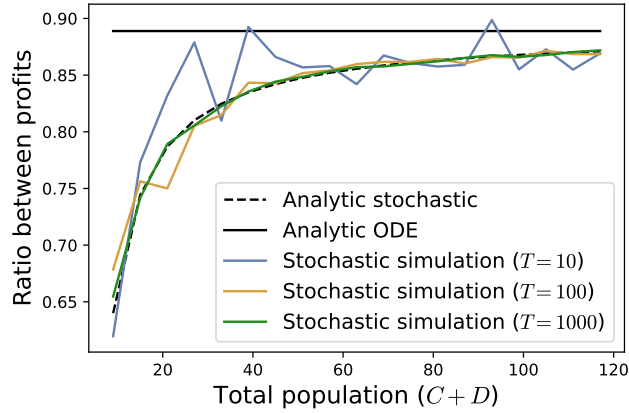 0.90
0.85
0.80
0.75
0.70
0.65
Ratio between profits
Analytic stochastic
Analytic ODE
Stochastic simulation (T = 10)
Stochastic simulation (T = 100)
Stochastic simulation (T = 1000)
20 40 60 80 100 120
Total population (C + D)